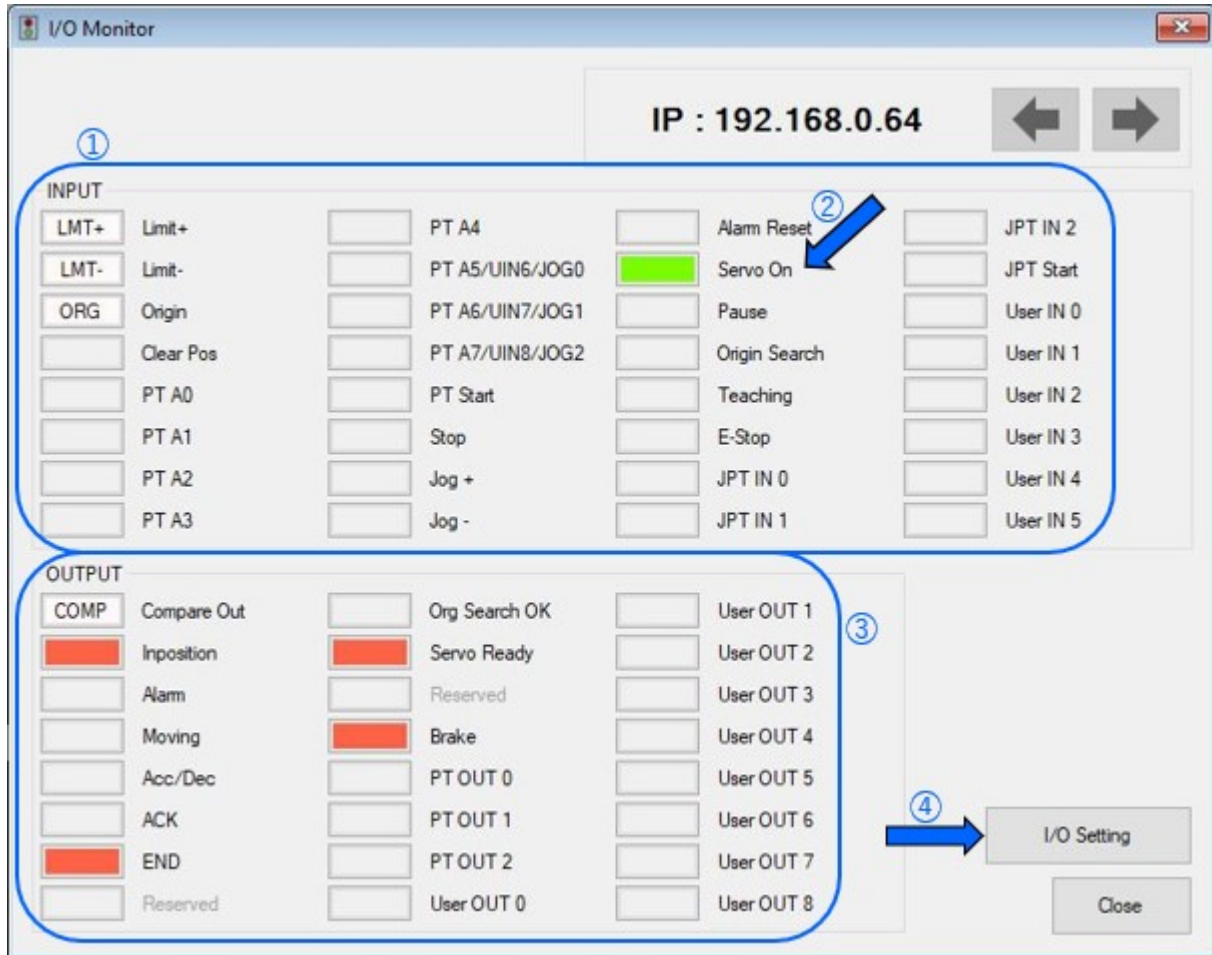 I/O Monitor
IP : 192.168.0.64
①
INPUT
②
LMT+ Limit+ PT A4 Alarm Reset JPT IN 2
LMT- Limit- PT A5/UIN6/JOG0 Servo On JPT Start
ORG Origin PT A6/UIN7/JOG1 Pause User IN 0
Clear Pos PT A7/UIN8/JOG2 Origin Search User IN 1
PT A0 PT Start Teaching User IN 2
PT A1 Stop E-Stop User IN 3
PT A2 Jog + JPT IN 0 User IN 4
PT A3 Jog - JPT IN 1 User IN 5
OUTPUT
COMP Compare Out Org Search OK User OUT 1
③
Inposition Servo Ready User OUT 2
Alarm Reserved User OUT 3
Moving Brake User OUT 4
Acc/Dec PT OUT 0 User OUT 5
④
ACK PT OUT 1 User OUT 6 I/O Setting
END PT OUT 2 User OUT 7
Reserved User OUT 0 User OUT 8 Close